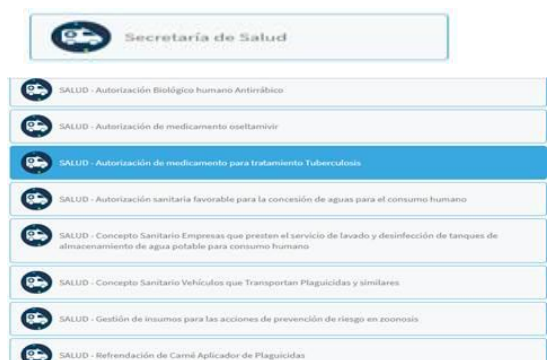 Secretaría de Salud
SALUD - Autorización Biológico humano Antirrábico
SALUD - Autorización de medicamento oseltamivir
SALUD - Autorización de medicamento para tratamiento Tuberculosis
SALUD - Autorización sanitaria favorable para la concesión de aguas para el consumo humano
SALUD - Concepto Sanitario Empresas que presten el servicio de lavado y desinfección de tanques de
almacenamiento de agua potable para consumo humano
SALUD - Concepto Sanitario Vehículos que Transportan Plaguicidas y similares
SALUD - Gestión de insumos para las acciones de prevención de riesgo en zoonosis
SALUD - Refrendación de Carné Aplicador de Plaguicidas